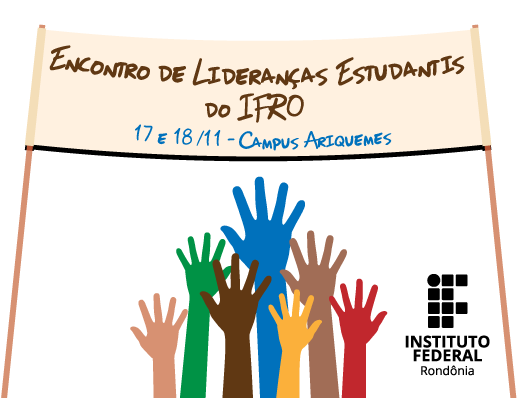 Encontro de Lideranças Estudantis
do IFRO
17 e 18/11 - Campus Ariquemes
INSTITUTO
FEDERAL
Rondônia